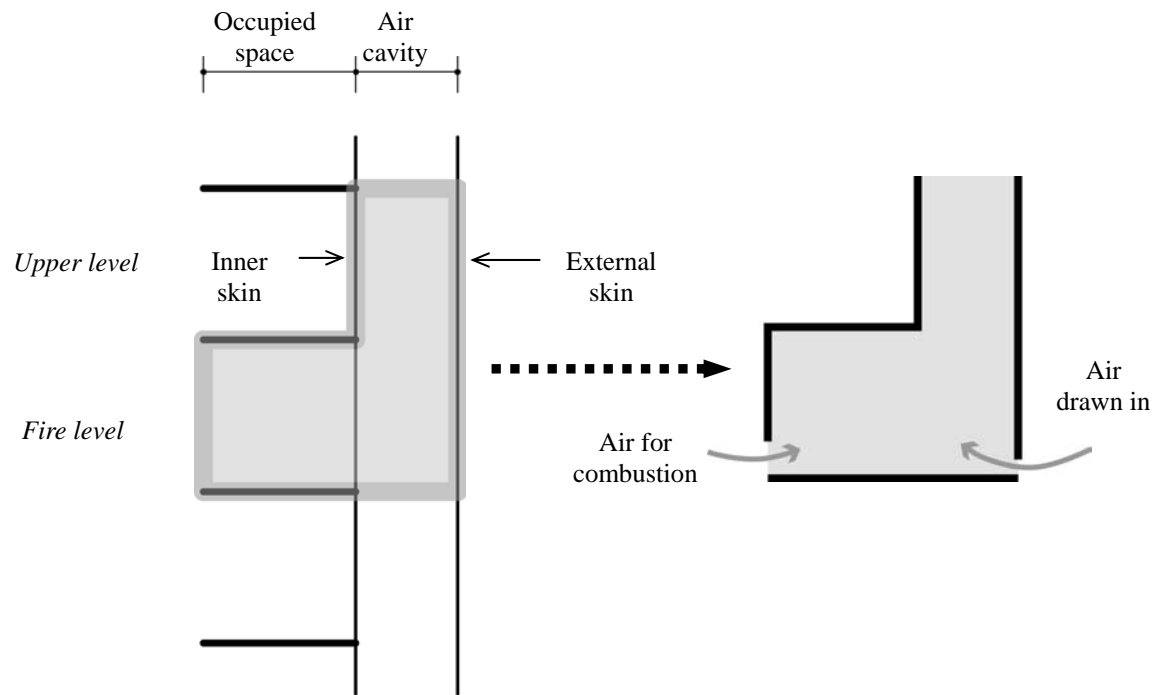 Occupied
space
Air
cavity
Upper level
Inner
skin
External
skin
Fire level
Air for
combustion
Air
drawn in